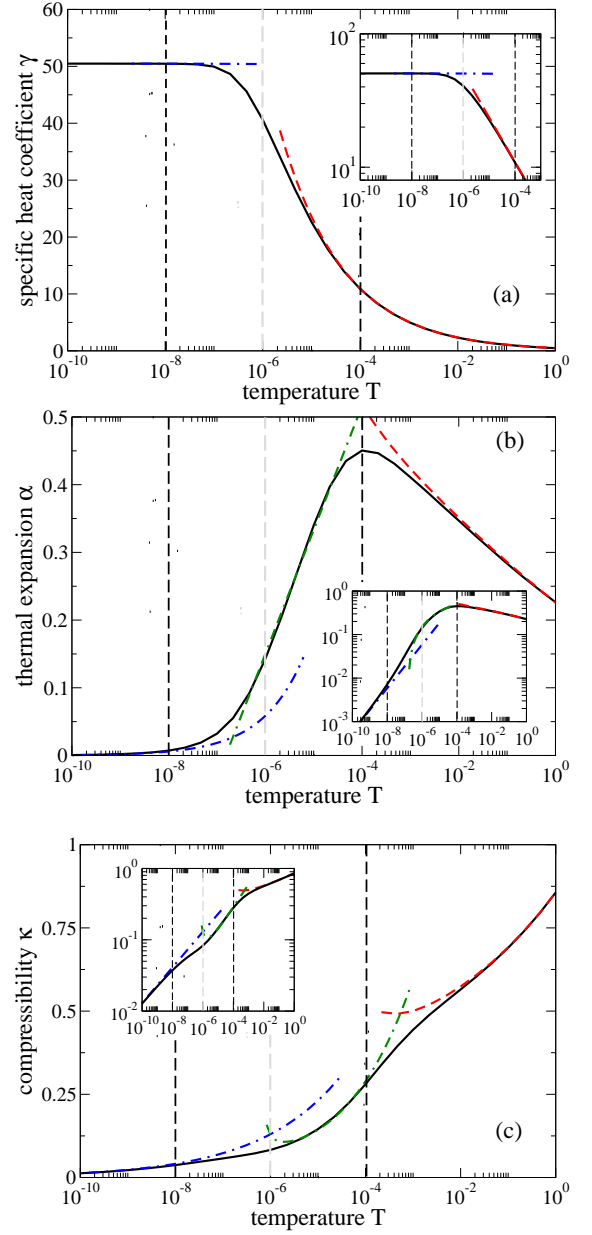 60
50
40
30
20
10
0
specific heat coefficient γ
10^2
10^1
10^-10 10^-8 10^-6 10^-4
(a)
10^-10 10^-8 10^-6 10^-4 10^-2 10^0
temperature T
0.5
0.4
0.3
0.2
0.1
0
thermal expansion α
(b)
10^0
10^-1
10^-2
10^-3
10^-10 10^-8 10^-6 10^-4 10^-2 10^0
10^-10 10^-8 10^-6 10^-4 10^-2 10^0
temperature T
1
0.75
0.5
0.25
0
compressibility κ
10^0
10^-1
10^-2
10^-10 10^-8 10^-6 10^-4 10^-2 10^0
(c)
10^-10 10^-8 10^-6 10^-4 10^-2 10^0
temperature T